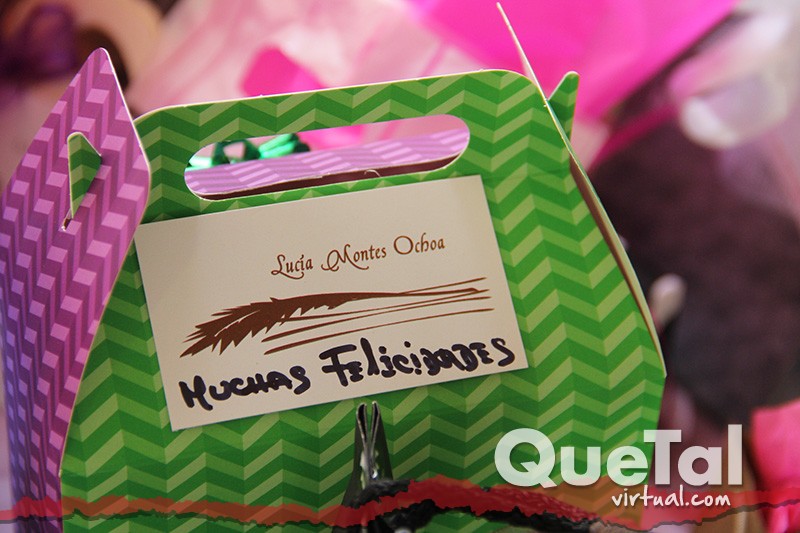 Lucía Montes Ochoa
MUCHAS FELICIDADES
QueTal
virtual.com